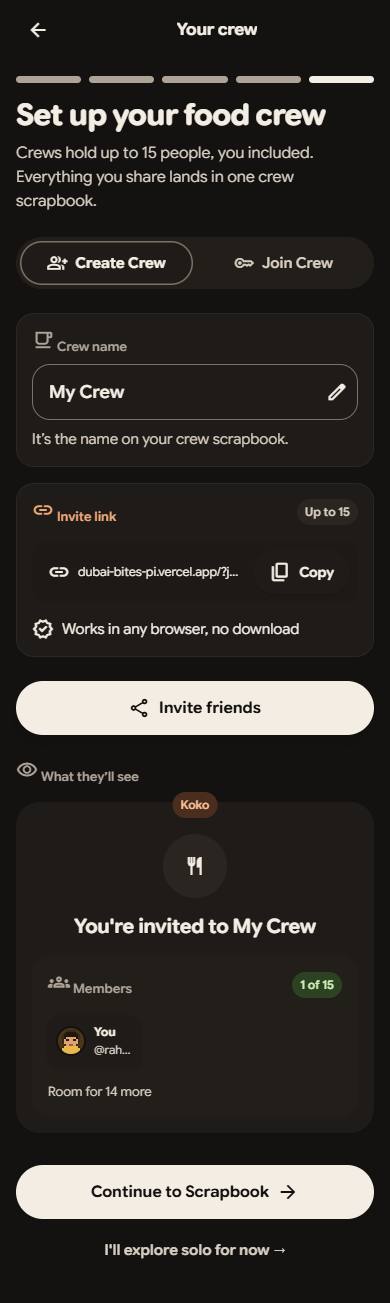 Your crew
Set up your food crew
Crews hold up to 15 people, you included.
Everything you share lands in one crew
scrapbook.
Create Crew
Join Crew
Crew name
My Crew
It's the name on your crew scrapbook.
Invite link
Up to 15
dubai-bites-pi.vercel.app/?j...
Copy
Works in any browser, no download
Invite friends
What they'll see
Koko
You're invited to My Crew
Members
1 of 15
You
@rah...
Room for 14 more
Continue to Scrapbook →
I'll explore solo for now →